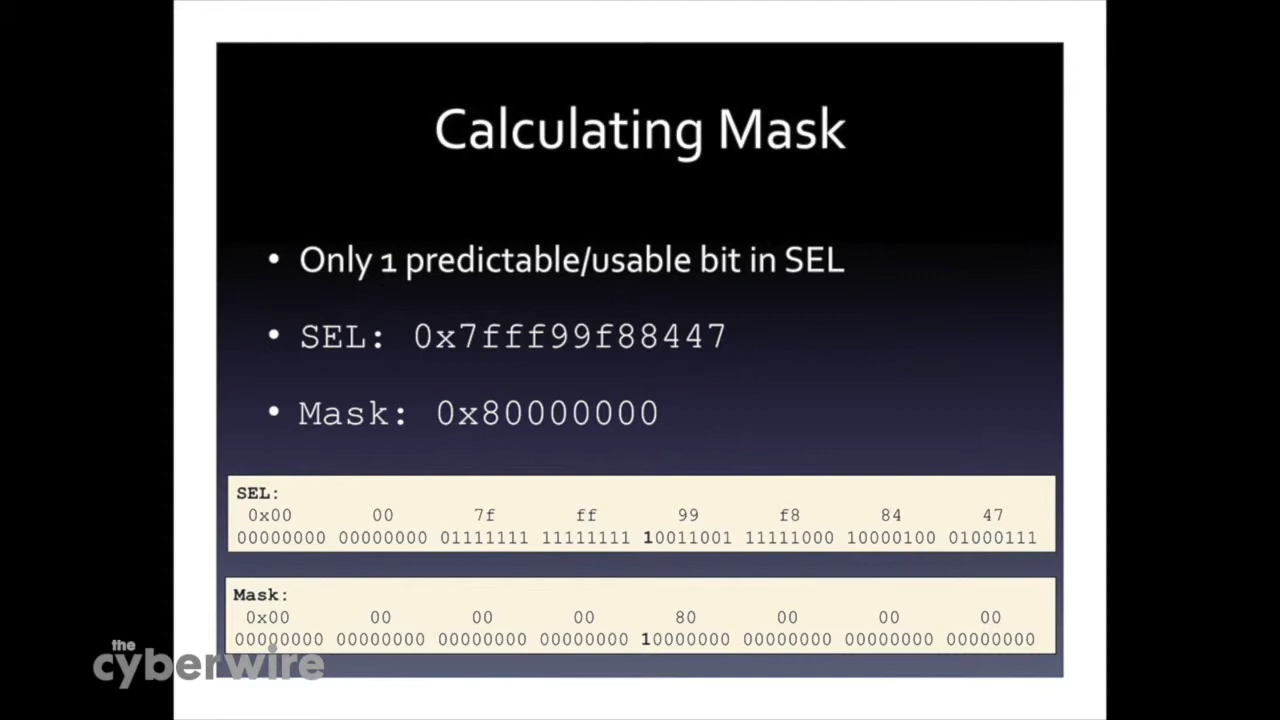 Calculating Mask
• Only 1 predictable/usable bit in SEL
• SEL: 0x7fff99f88447
• Mask: 0x80000000
SEL:
0x00 00 7f ff 99 f8 84 47
00000000 00000000 01111111 11111111 10011001 11111000 10000100 01000111
Mask:
0x00 00 00 00 80 00 00 00
00000000 00000000 00000000 00000000 10000000 00000000 00000000 00000000
the
cyberwire